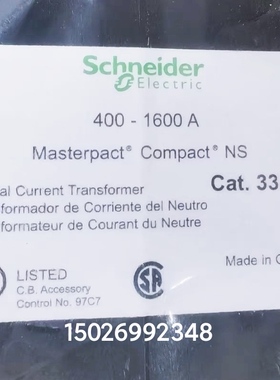 Schneider
Electric
400 - 1600 A
Masterpact® Compact® NS
al Current Transformer
Cat. 33
formador de Corriente del Neutro
formateur de Courant du Neutre
LISTED
C.B. Accessory
Control No. 97C7
SA
Made in C
15026992348